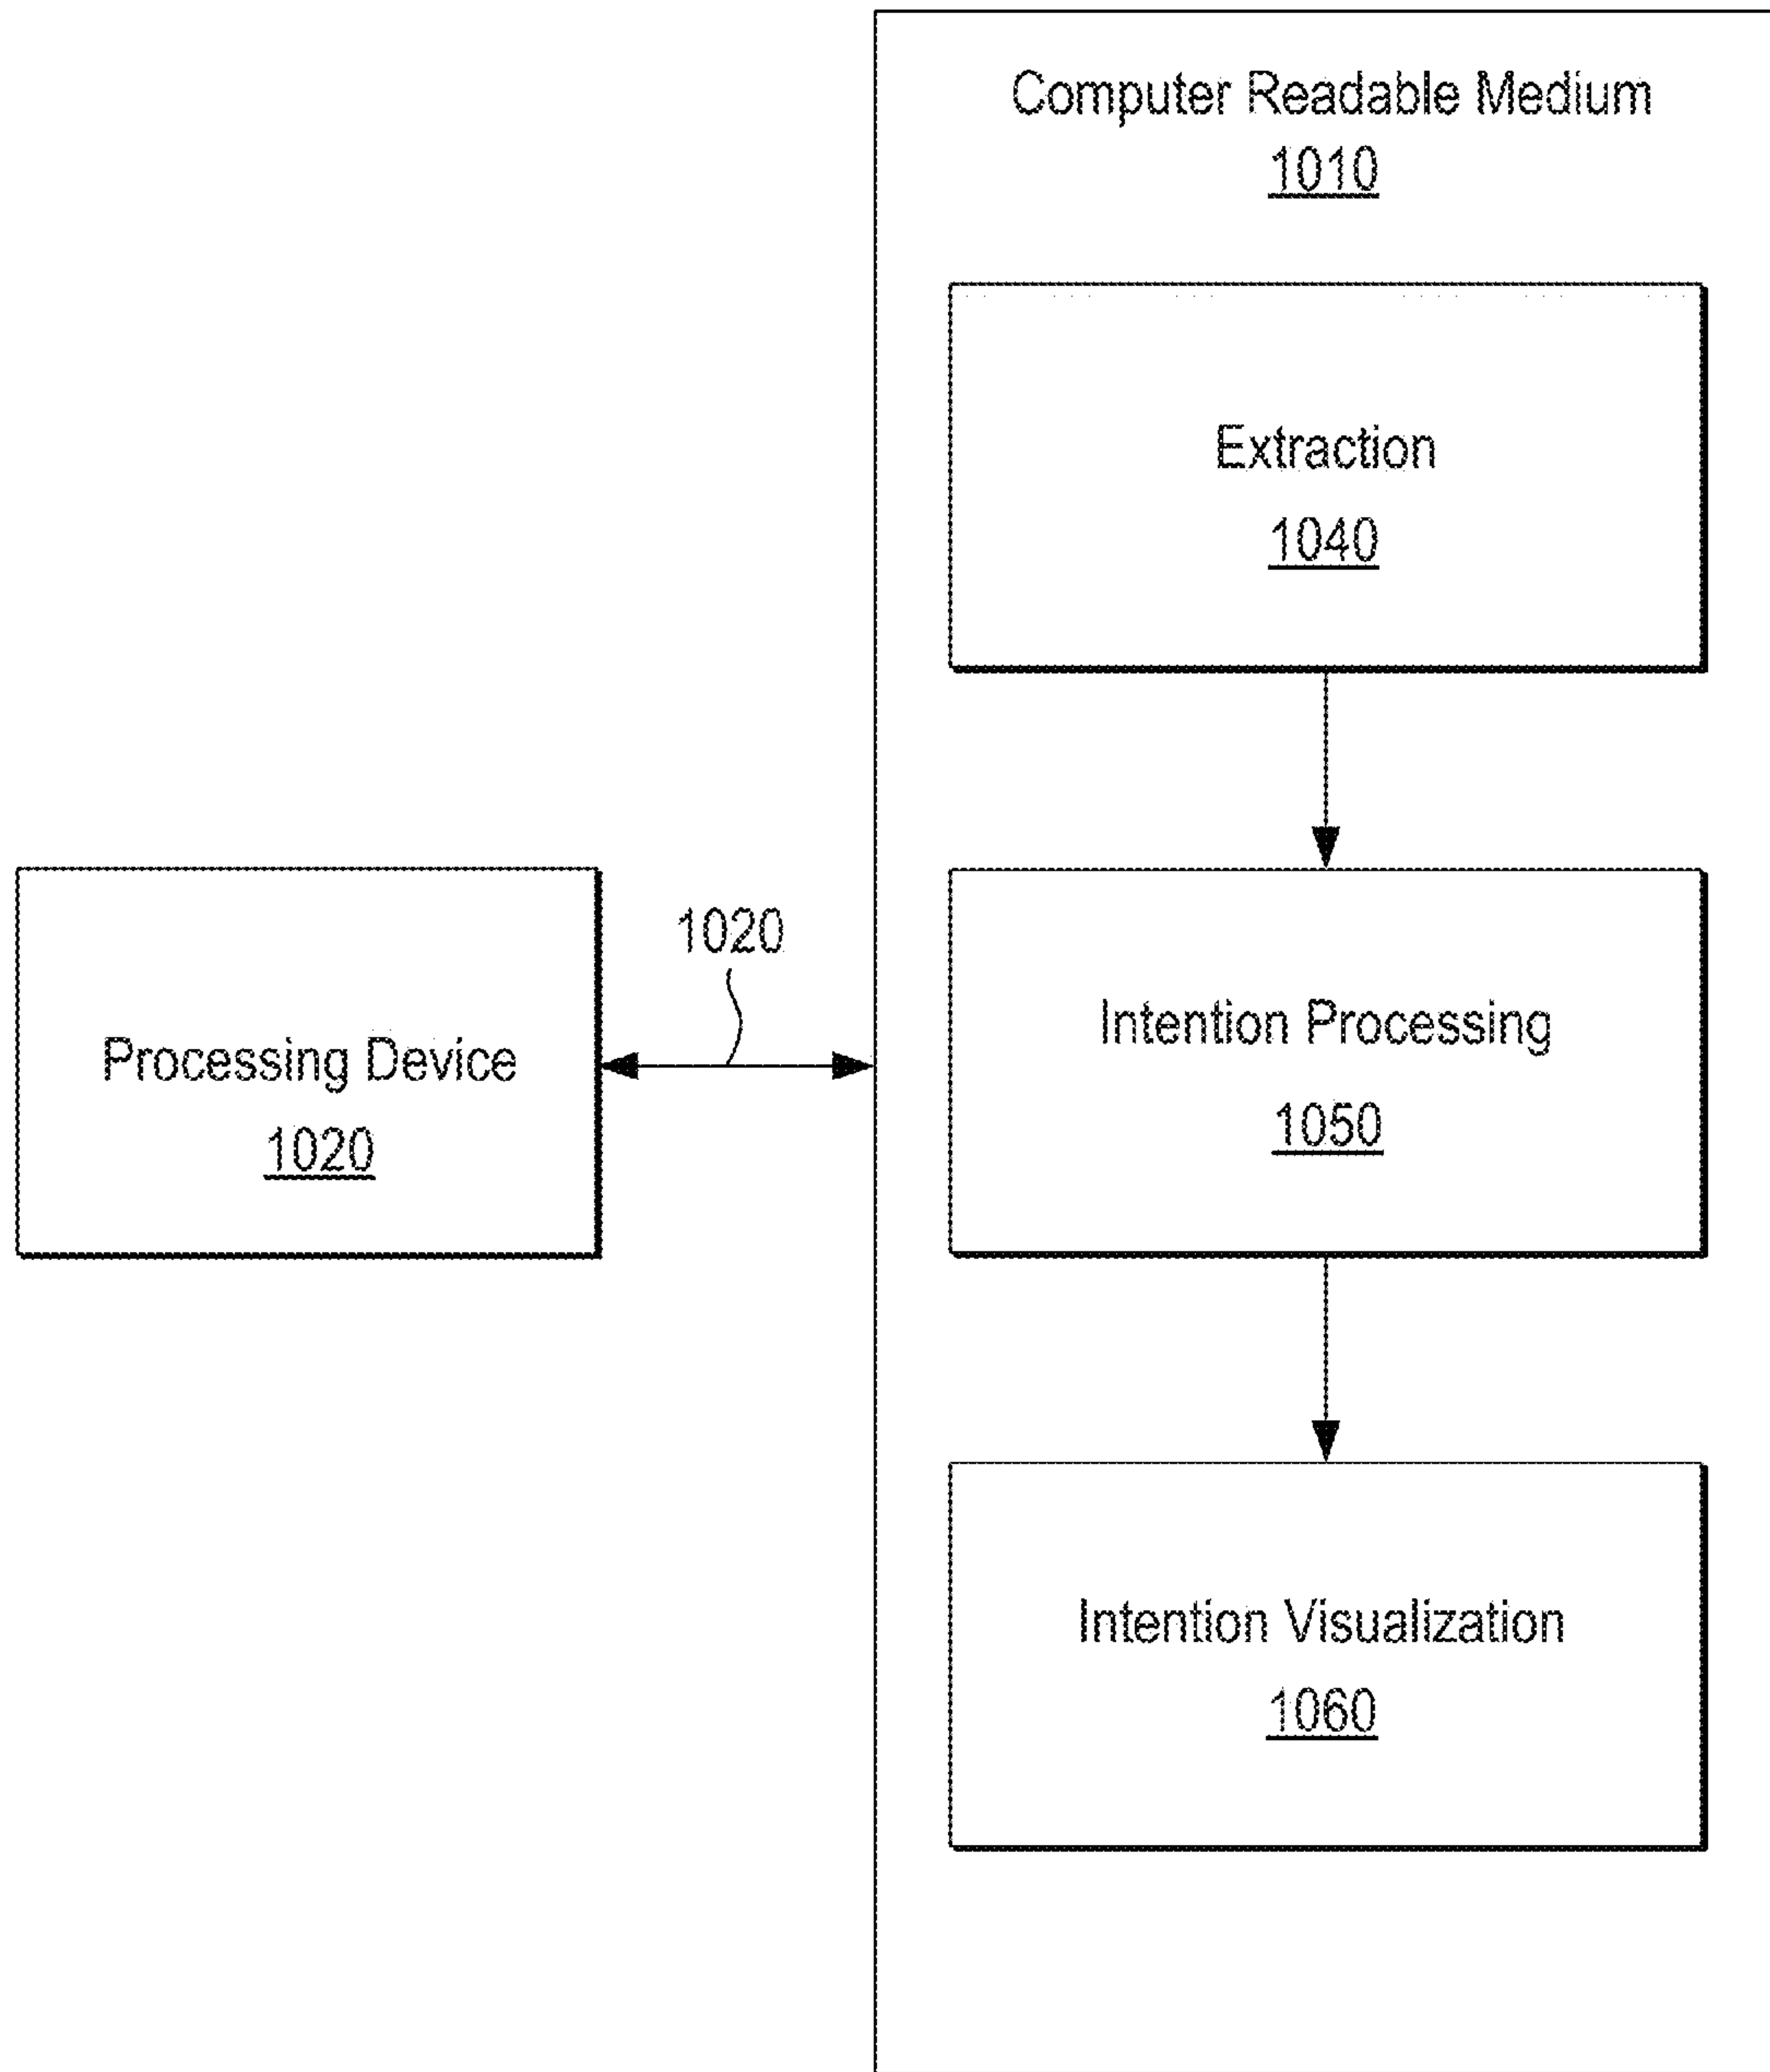 Computer Readable Medium
1010
Extraction
1040
Processing Device
1020
1020
Intention Processing
1050
Intention Visualization
1060